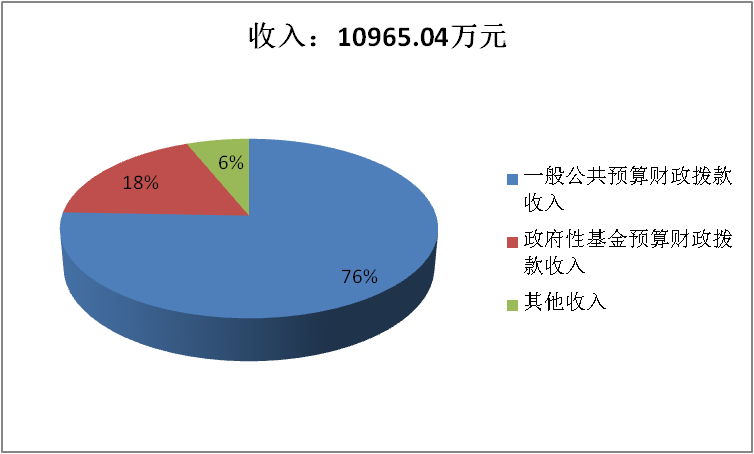 收入：10965.04万元
6%
18%
76%
一般公共预算财政拨款
收入
政府性基金预算财政拨
款收入
其他收入